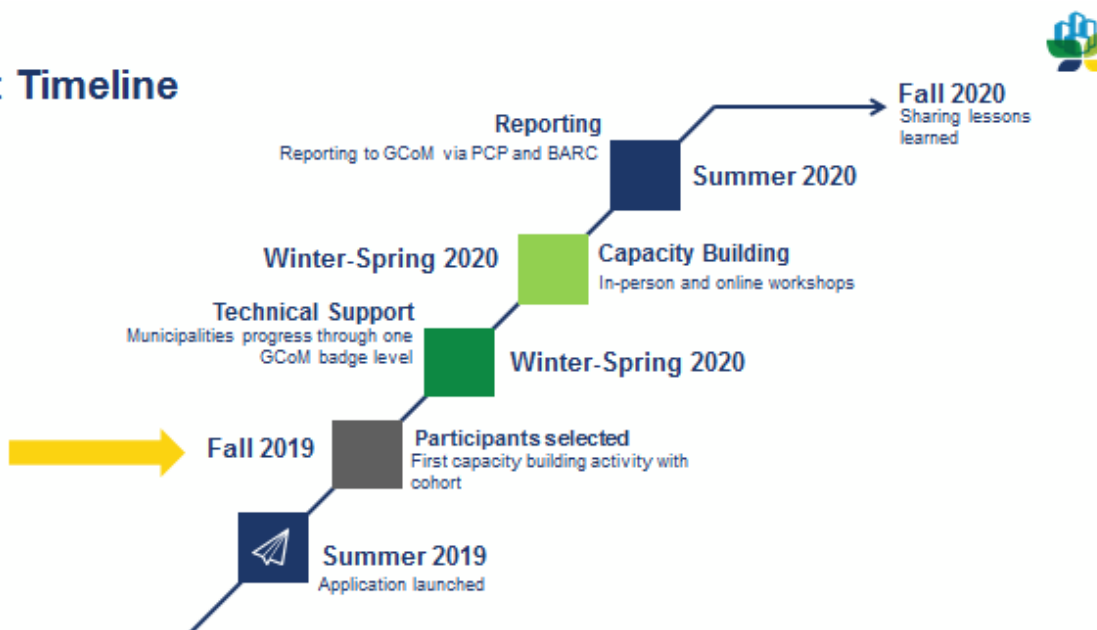 : Timeline
Fall 2020
Sharing lessons
learned
Reporting
Reporting to GCoM via PCP and BARC
Summer 2020
Winter-Spring 2020
Capacity Building
In-person and online workshops
Technical Support
Municipalities progress through one
GCoM badge level
Winter-Spring 2020
Fall 2019
Participants selected
First capacity building activity with
cohort
Summer 2019
Application launched